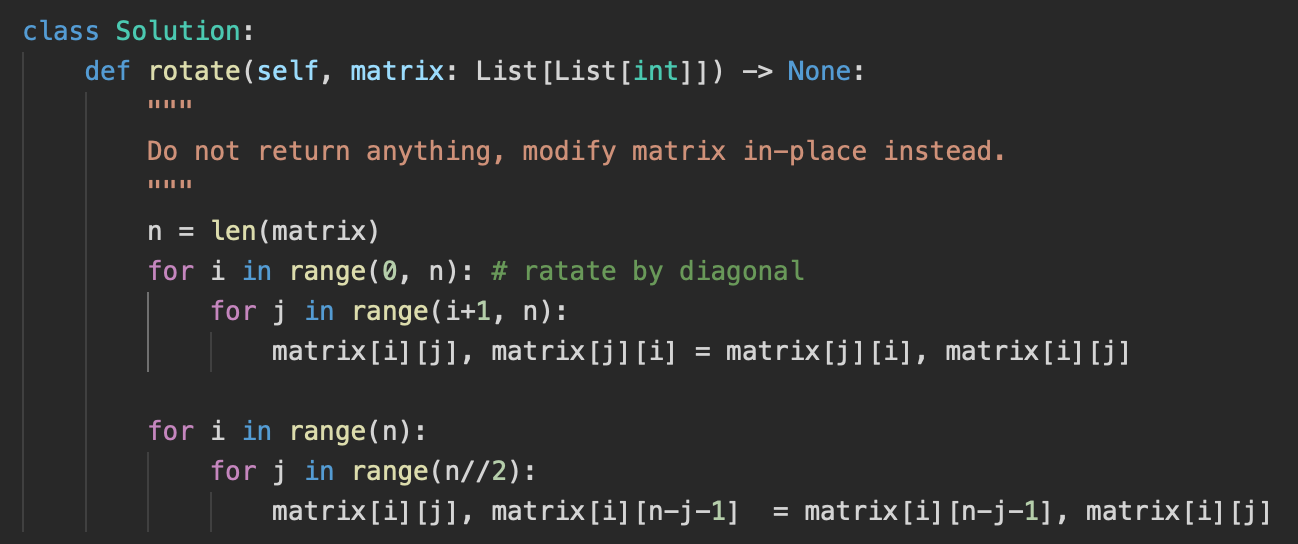 class Solution:
    def rotate(self, matrix: List[List[int]]) -> None:
        """
        Do not return anything, modify matrix in-place instead.
        """
        n = len(matrix)
        for i in range(0, n): # ratate by diagonal
            for j in range(i+1, n):
                matrix[i][j], matrix[j][i] = matrix[j][i], matrix[i][j]
        for i in range(n):
            for j in range(n//2):
                matrix[i][j], matrix[i][n-j-1]  = matrix[i][n-j-1], matrix[i][j]